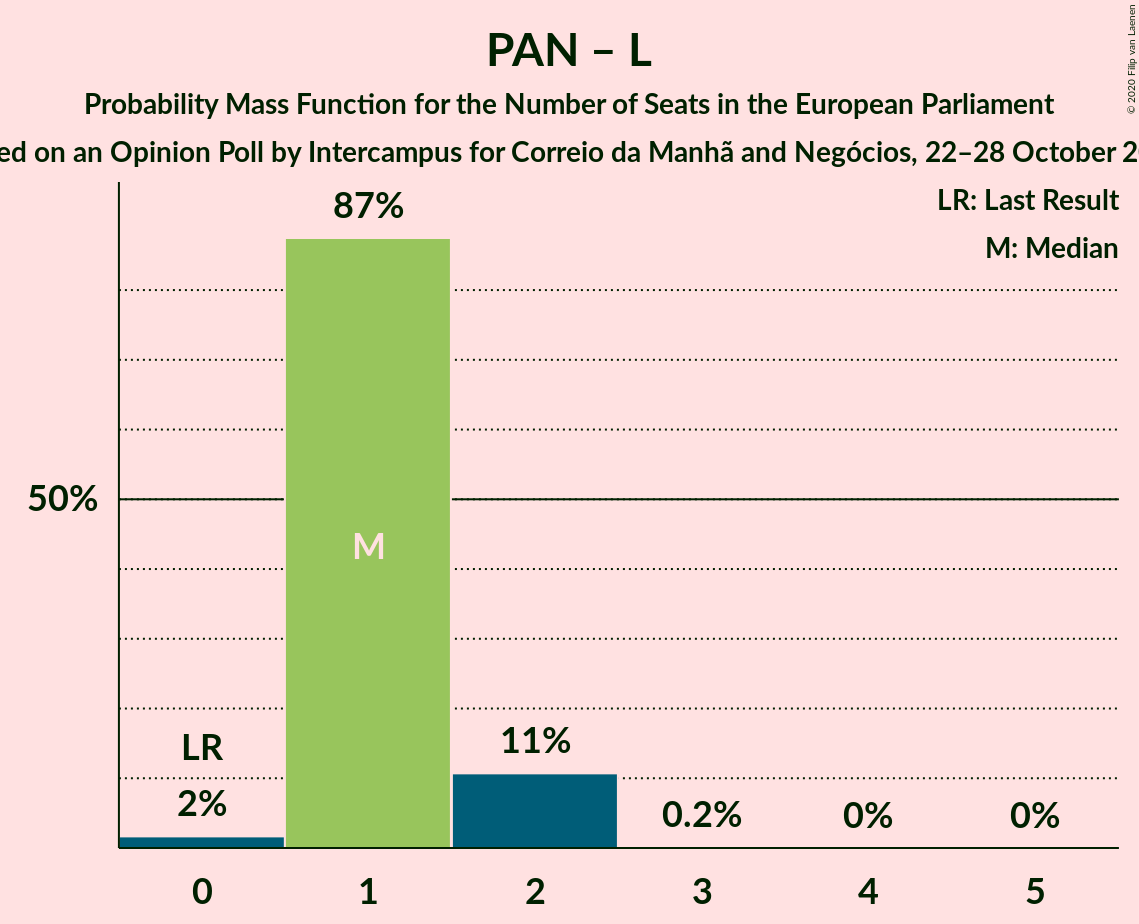 PAN – L
Probability Mass Function for the Number of Seats in the European Parliament
on an Opinion Poll by Intercampus for Correio da Manhã and Negócios, 22–28 October
© 2020 Filip van Laenen
LR: Last Result
M: Median
87%
50%
M
LR
2%
11%
0.2%
0%
0%
0
1
2
3
4
5